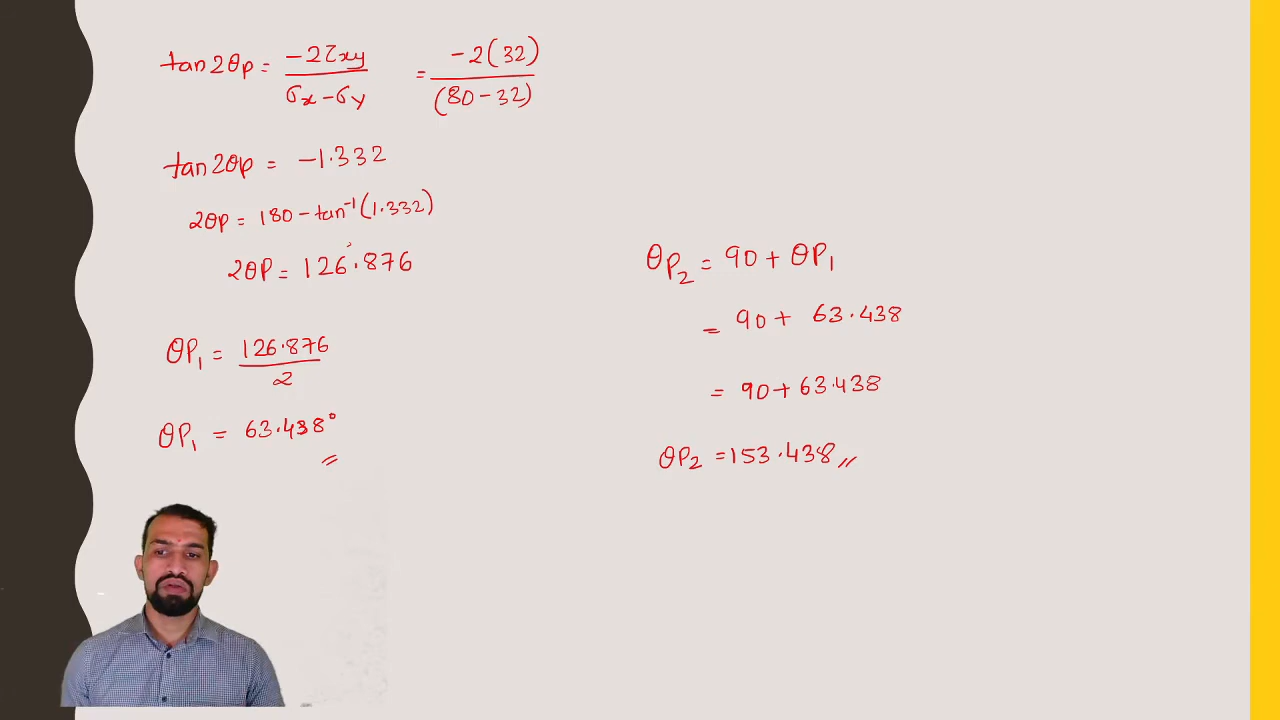 tan2θp = -2τxy / σx - σy = -2(32) / (80-32)
tan2θp = -1.332
2θp = 180 - tan⁻¹(1.332)
2θP = 126°.876
θP₁ = 126.876 / 2
θP₁ = 63.438°
θP₂ = 90 + θP₁
= 90 + 63.438
= 90 + 63.438
θP₂ = 153.438